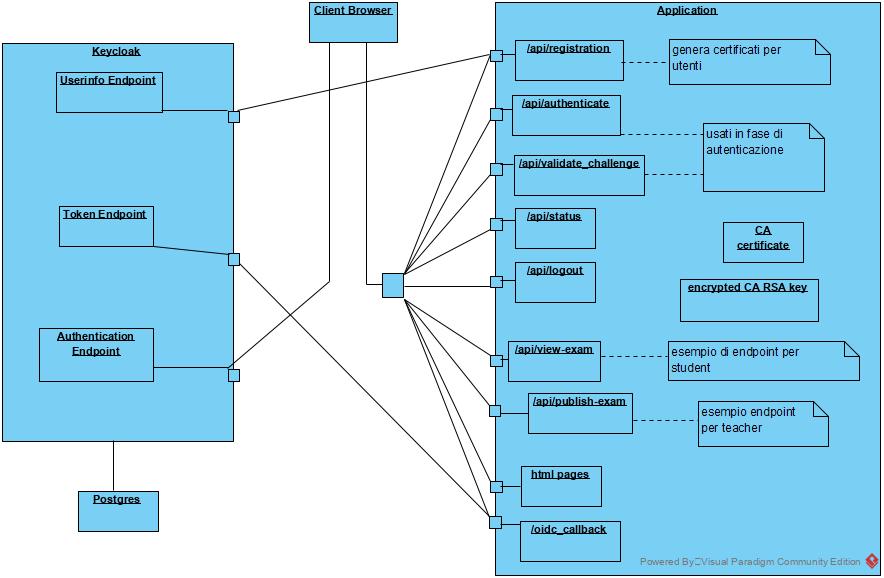 Keycloak
Userinfo Endpoint
Token Endpoint
Authentication
Endpoint
Postgres
Client Browser
Application
/api/registration
genera certificati per
utenti
/api/authenticate
usati in fase di
autenticazione
/api/validate_challenge
/api/status
CA
certificate
/api/logout
encrypted CA RSA key
/api/view-exam
esempio di endpoint per
student
/api/publish-exam
esempio endpoint
per teacher
html pages
/oidc_callback
Powered By Visual Paradigm Community Edition